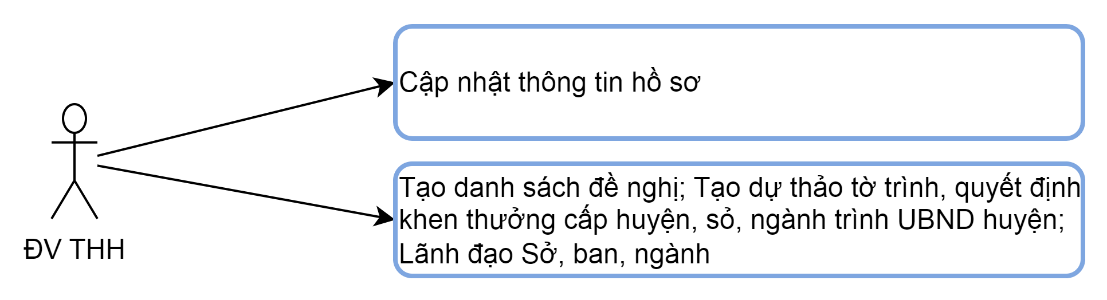 Cập nhật thông tin hồ sơ
Tạo danh sách đề nghị; Tạo dự thảo tờ trình, quyết định
khen thưởng cấp huyện, sỏ, ngành trình UBND huyện;
Lãnh đạo Sở, ban, ngành
ĐV THH